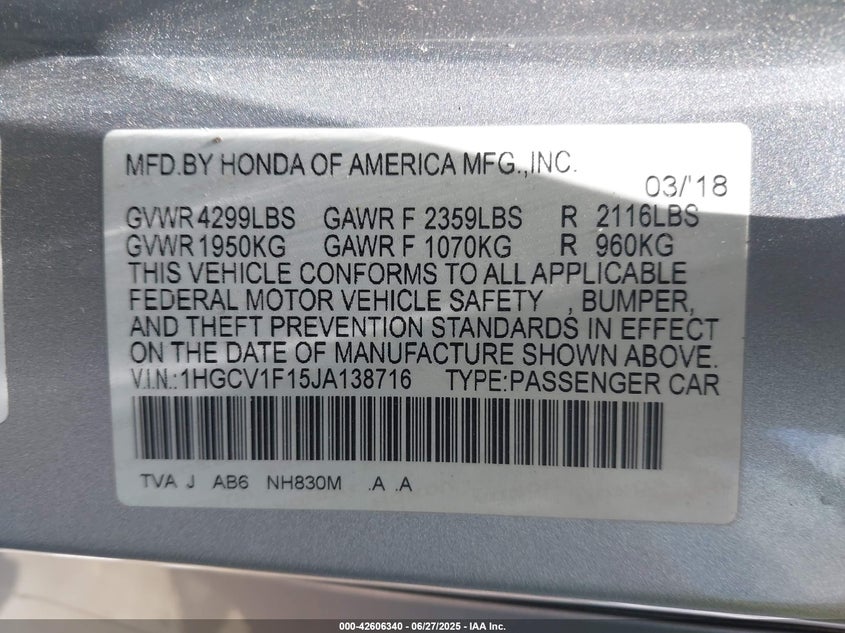 MFD.BY HONDA OF AMERICA MFG.,INC.
03/'18
GVWR 4299LBS GAWR F 2359LBS R 2116LBS
GVWR 1950KG GAWR F 1070KG R 960KG
THIS VEHICLE CONFORMS TO ALL APPLICABLE
FEDERAL MOTOR VEHICLE SAFETY , BUMPER,
AND THEFT PREVENTION STANDARDS IN EFFECT
ON THE DATE OF MANUFACTURE SHOWN ABOVE.
V.I.N.:1HGCV1F15JA138716 TYPE:PASSENGER CAR
TVA J AB6 NH830M .A .A
000-42606340 - 06/27/2025 - IAA Inc.